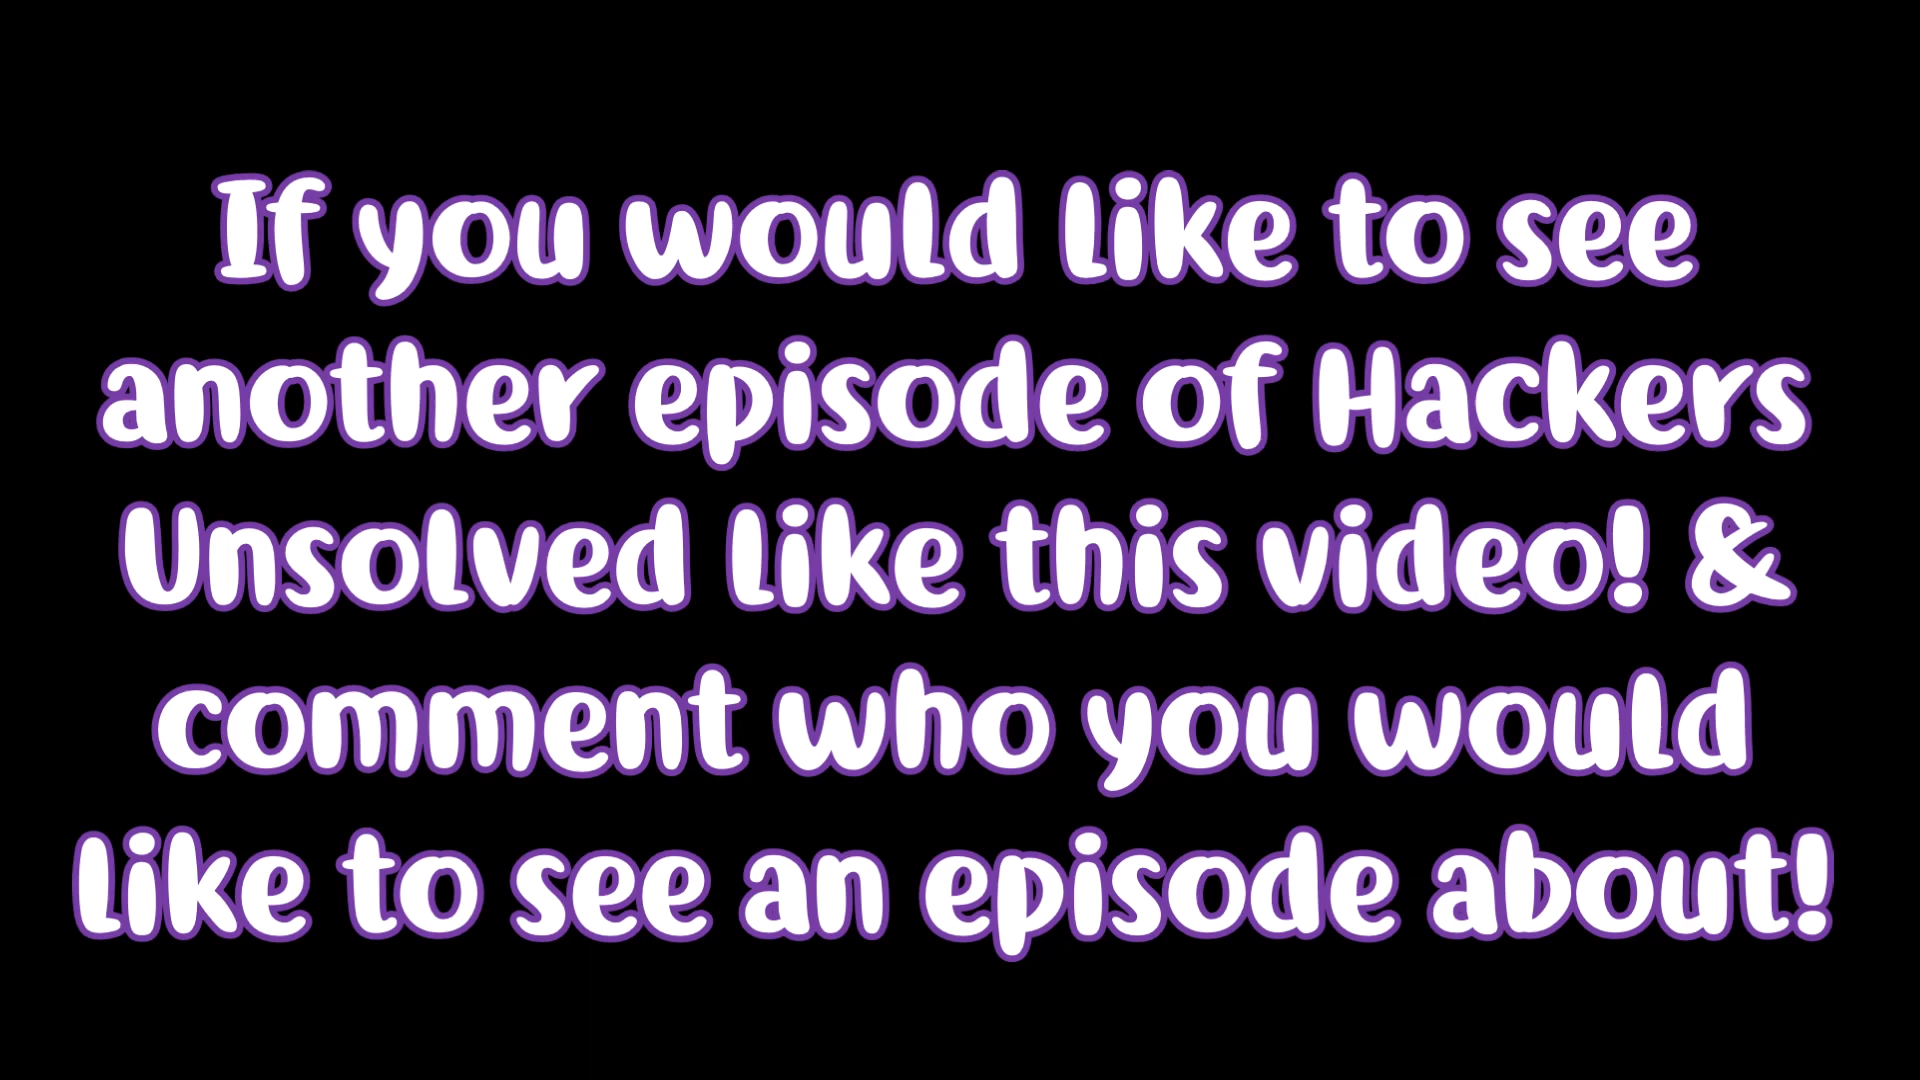 If you would like to see
another episode of Hackers
Unsolved like this video! &
comment who you would
like to see an episode about!